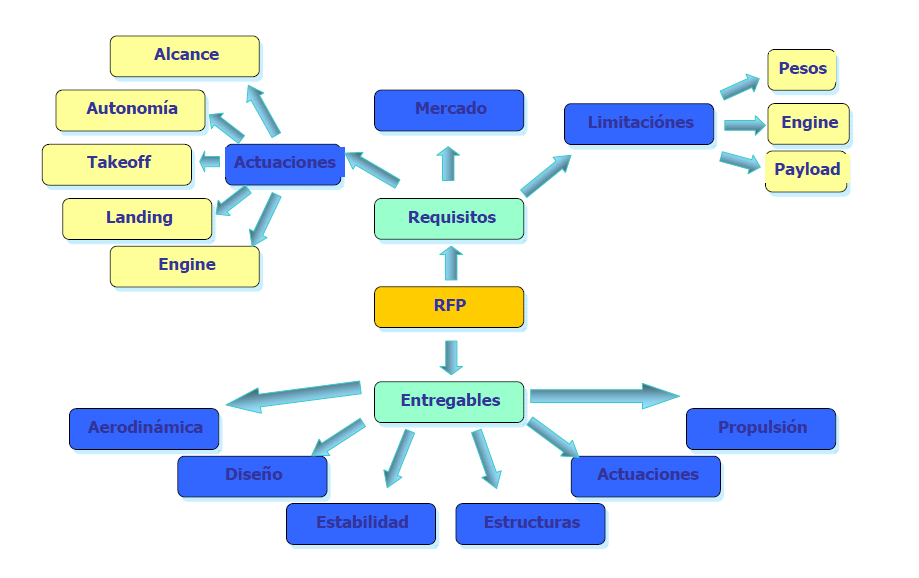 Alcance
Pesos
Autonomía
Mercado
Limitaciónes
Engine
Takeoff
Actuaciones
Payload
Landing
Requisitos
Engine
RFP
Entregables
Aerodinámica
Propulsión
Diseño
Actuaciones
Estabilidad
Estructuras